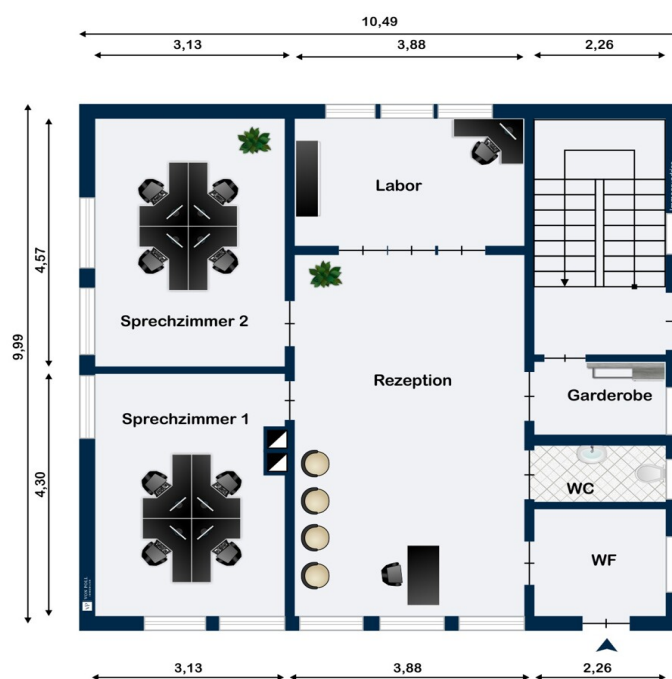 10,49
3,13
3,88
2,26
9,99
4,57
4,30
Labor
Sprechzimmer 2
Rezeption
Garderobe
Sprechzimmer 1
WC
WF
3,13
3,88
2,26